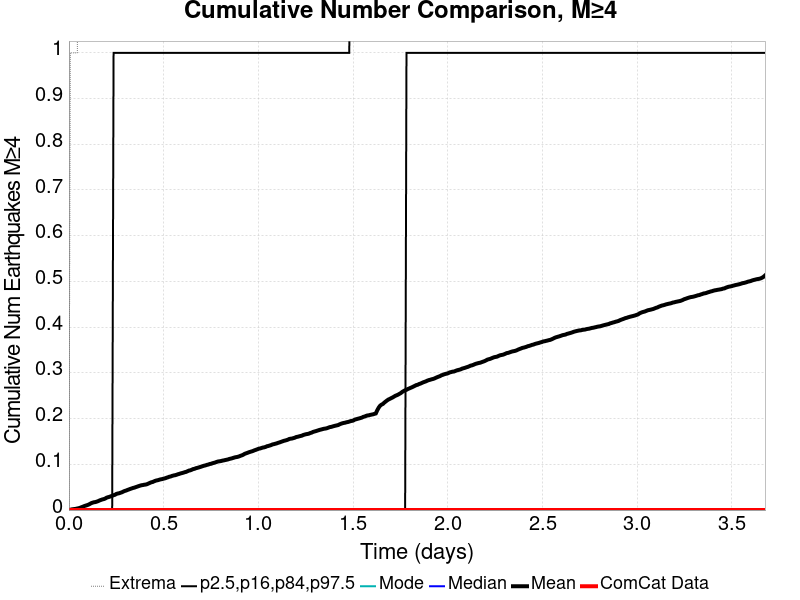 Cumulative Number Comparison, M≥4
Cumulative Num Earthquakes M≥4
1
0.9
0.8
0.7
0.6
0.5
0.4
0.3
0.2
0.1
0
0.0 0.5 1.0 1.5 2.0 2.5 3.0 3.5
Time (days)
Extrema p2.5,p16,p84,p97.5 Mode Median Mean ComCat Data